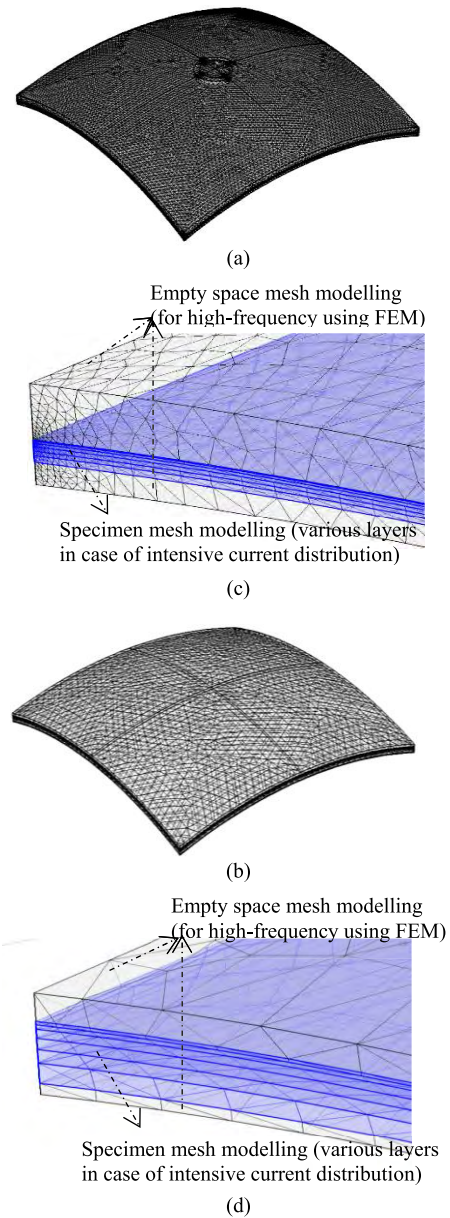 (a)
Empty space mesh modelling
(for high-frequency using FEM)
Specimen mesh modelling (various layers
in case of intensive current distribution)
(c)
(b)
Empty space mesh modelling
(for high-frequency using FEM)
Specimen mesh modelling (various layers
in case of intensive current distribution)
(d)